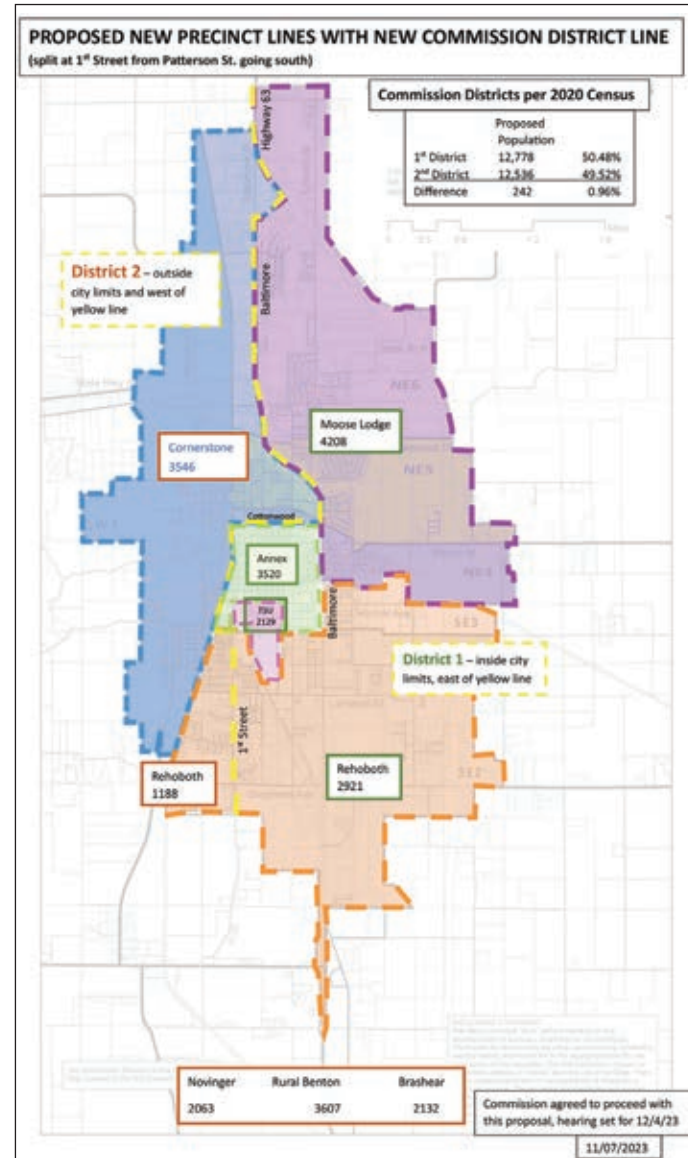 PROPOSED NEW PRECINCT LINES WITH NEW COMMISSION DISTRICT LINE
(split at 1st Street from Patterson St. going south)
Commission Districts per 2020 Census
Proposed
Population
1st District 12,778 50.48%
2nd District 12,536 49.52%
Difference 242 0.96%
Highway 63
Baltimore
District 2 – outside
city limits and west of
yellow line
Moose Lodge
4208
Cornerstone
3546
NE6
NE5
Cottonwood
Annex
3520
TSU
2129
Baltimore
SE3
District 1 – inside city
limits, east of yellow line
1st Street
Rehoboth
1188
Rehoboth
2921
SE2
Novinger Rural Benton Brashear
2063 3607 2132
Commission agreed to proceed with
this proposal, hearing set for 12/4/23
11/07/2023